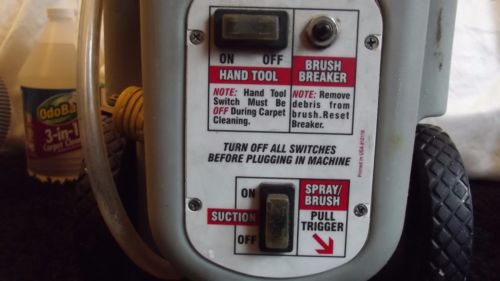 ON OFF
HAND TOOL
NOTE: Hand Tool
Switch Must Be
OFF During Carpet
Cleaning.
BRUSH
BREAKER
NOTE: Remove
debris from
brush. Reset
Breaker.
TURN OFF ALL SWITCHES
BEFORE PLUGGING IN MACHINE
ON
SUCTION
OFF
SPRAY/
BRUSH
PULL
TRIGGER
3-in-1
Carpet Cleaner